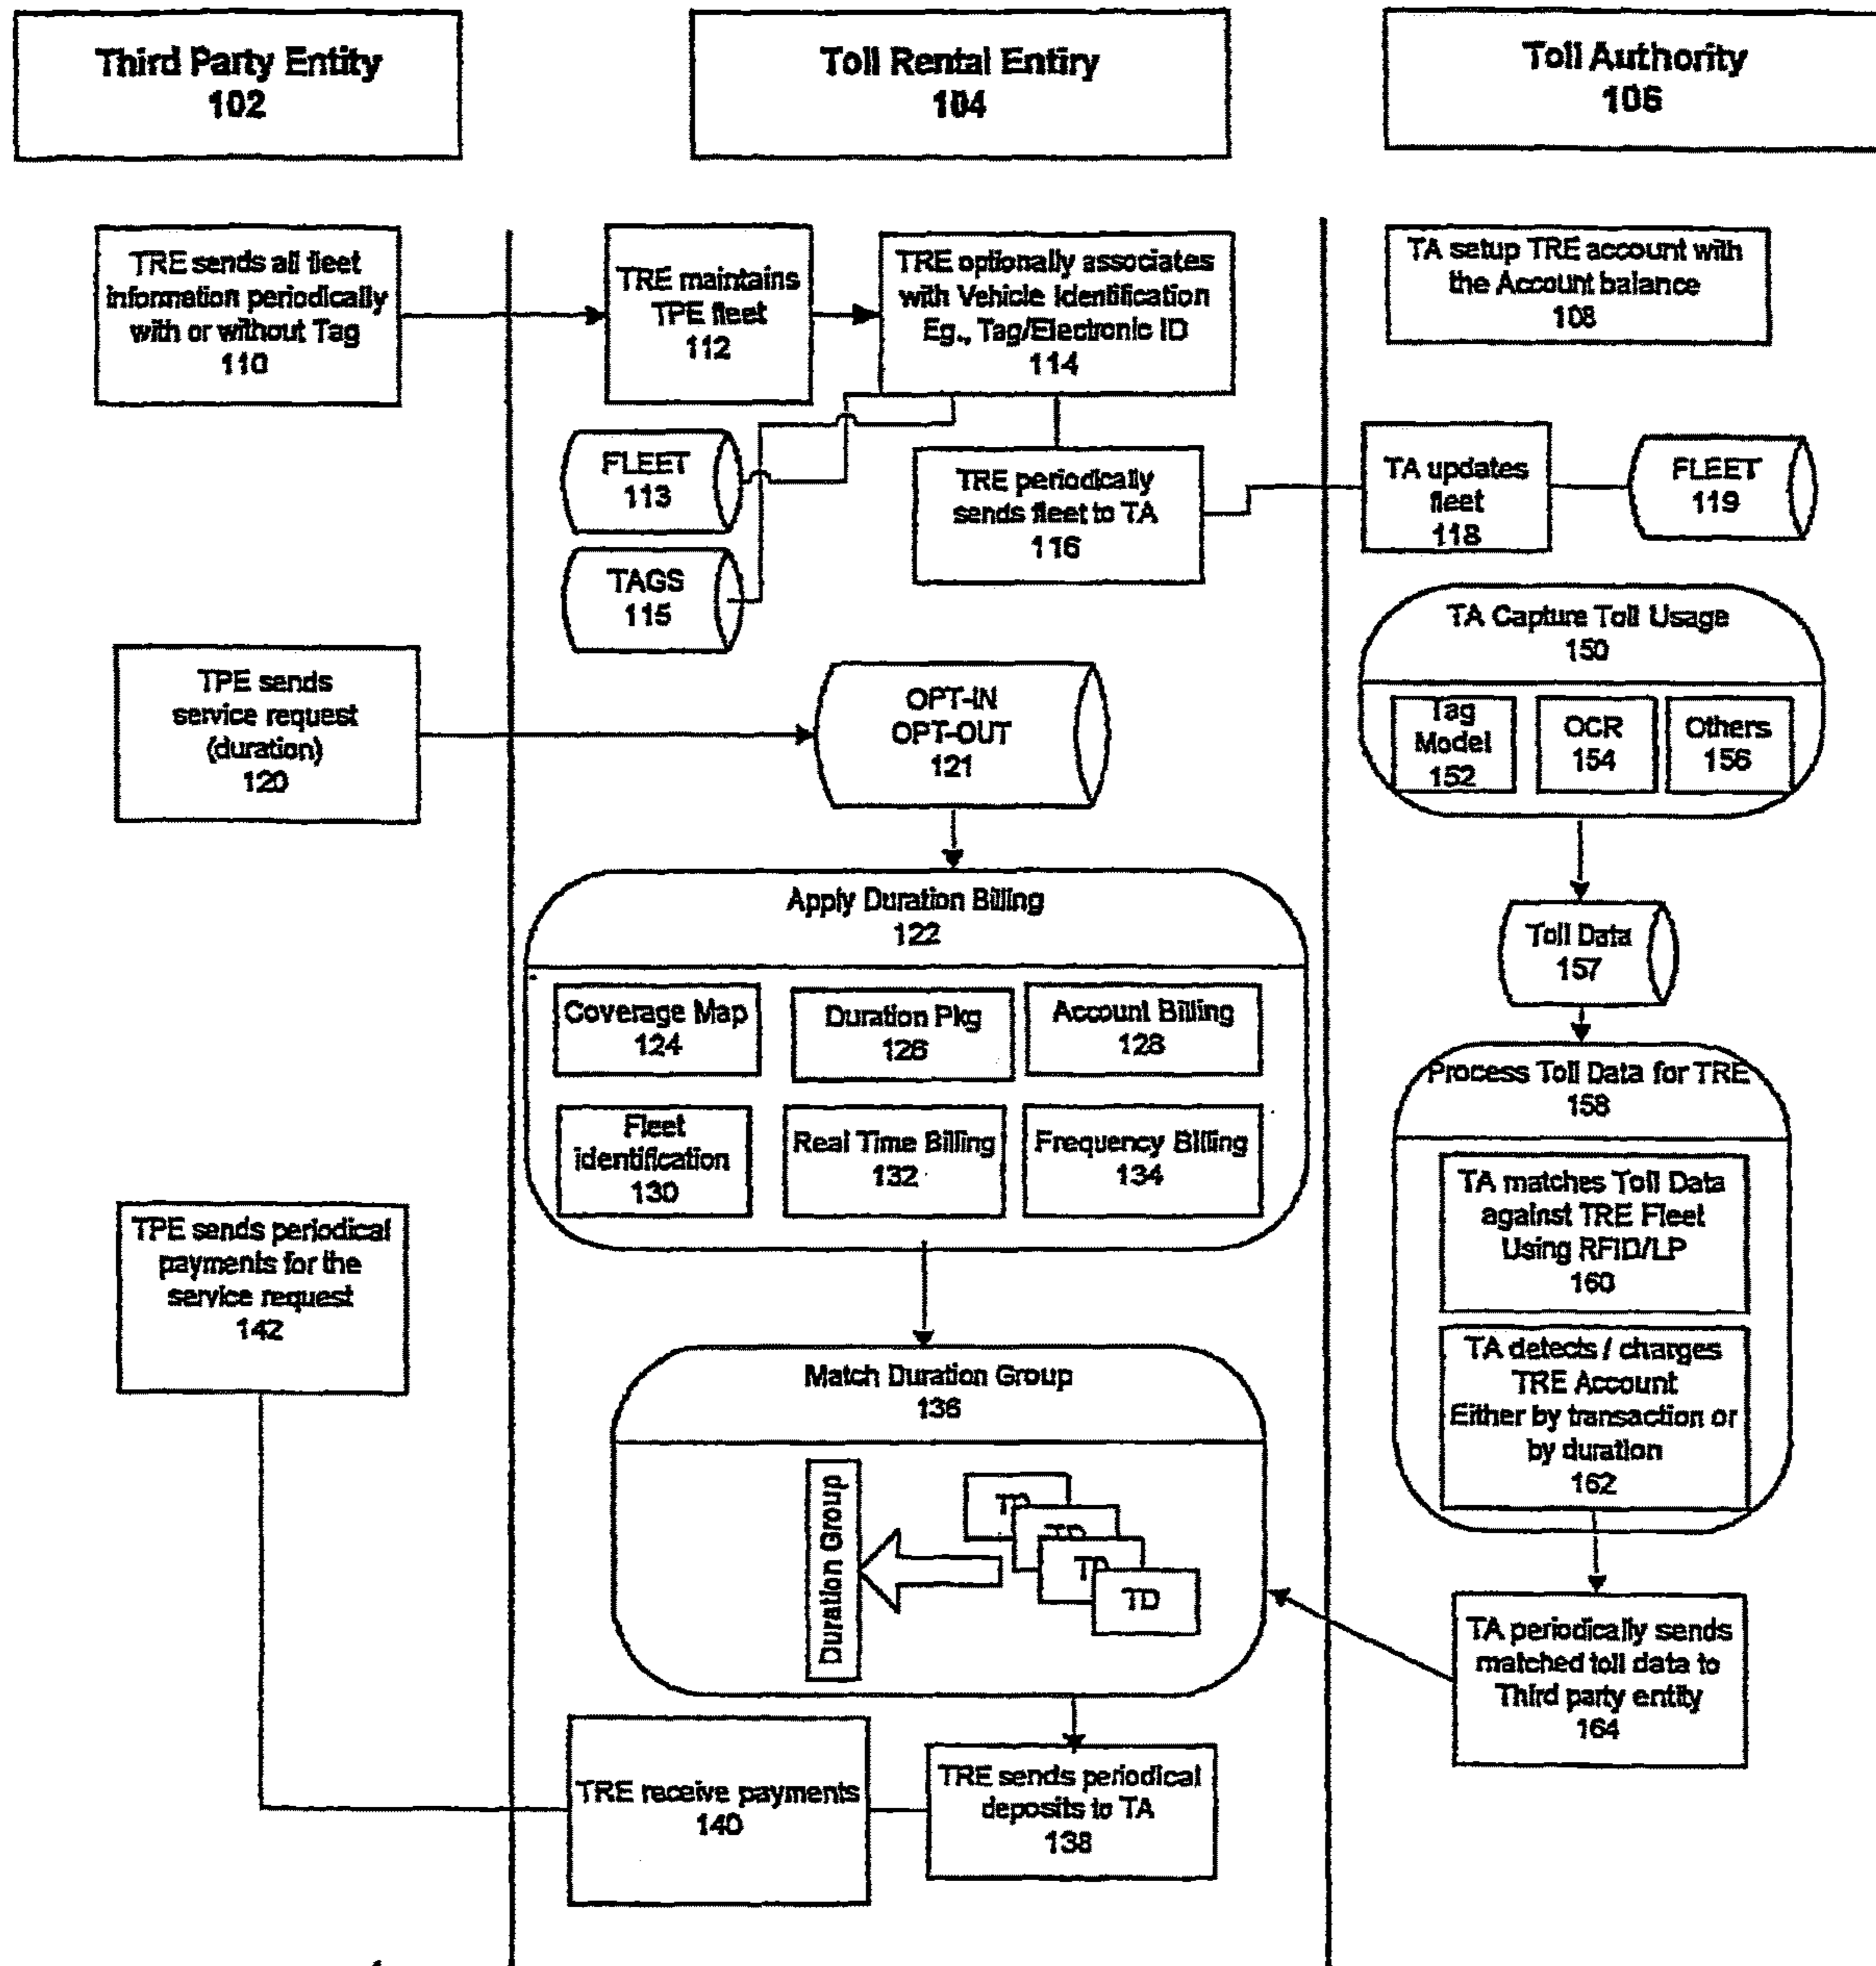 Third Party Entity
102
Toll Rental Entiry
104
Toll Authority
106
TRE sends all fleet
information periodically
with or without Tag
110
TRE maintains
TPE fleet
112
TRE optionally associates
with Vehicle Identification
Eg., Tag/Electronic ID
114
TA setup TRE account with
the Account balance
108
FLEET
113
TAGS
115
TRE periodically
sends fleet to TA
116
TA updates
fleet
118
FLEET
119
TPE sends
service request
(duration)
120
OPT-IN
OPT-OUT
121
TA Capture Toll Usage
150
Tag
Model
152
OCR
154
Others
156
Apply Duration Billing
122
Coverage Map
124
Duration Pkg
126
Account Billing
128
Fleet
identification
130
Real Time Billing
132
Frequency Billing
134
Toll Data
157
Process Toll Data for TRE
158
TA matches Toll Data
against TRE Fleet
Using RFID/LP
160
TA detects / charges
TRE Account
Either by transaction or
by duration
162
TPE sends periodical
payments for the
service request
142
Match Duration Group
136
Duration Group
TD
TD
TD
TD
TA periodically sends
matched toll data to
Third party entity
164
TRE receive payments
140
TRE sends periodical
deposits to TA
138